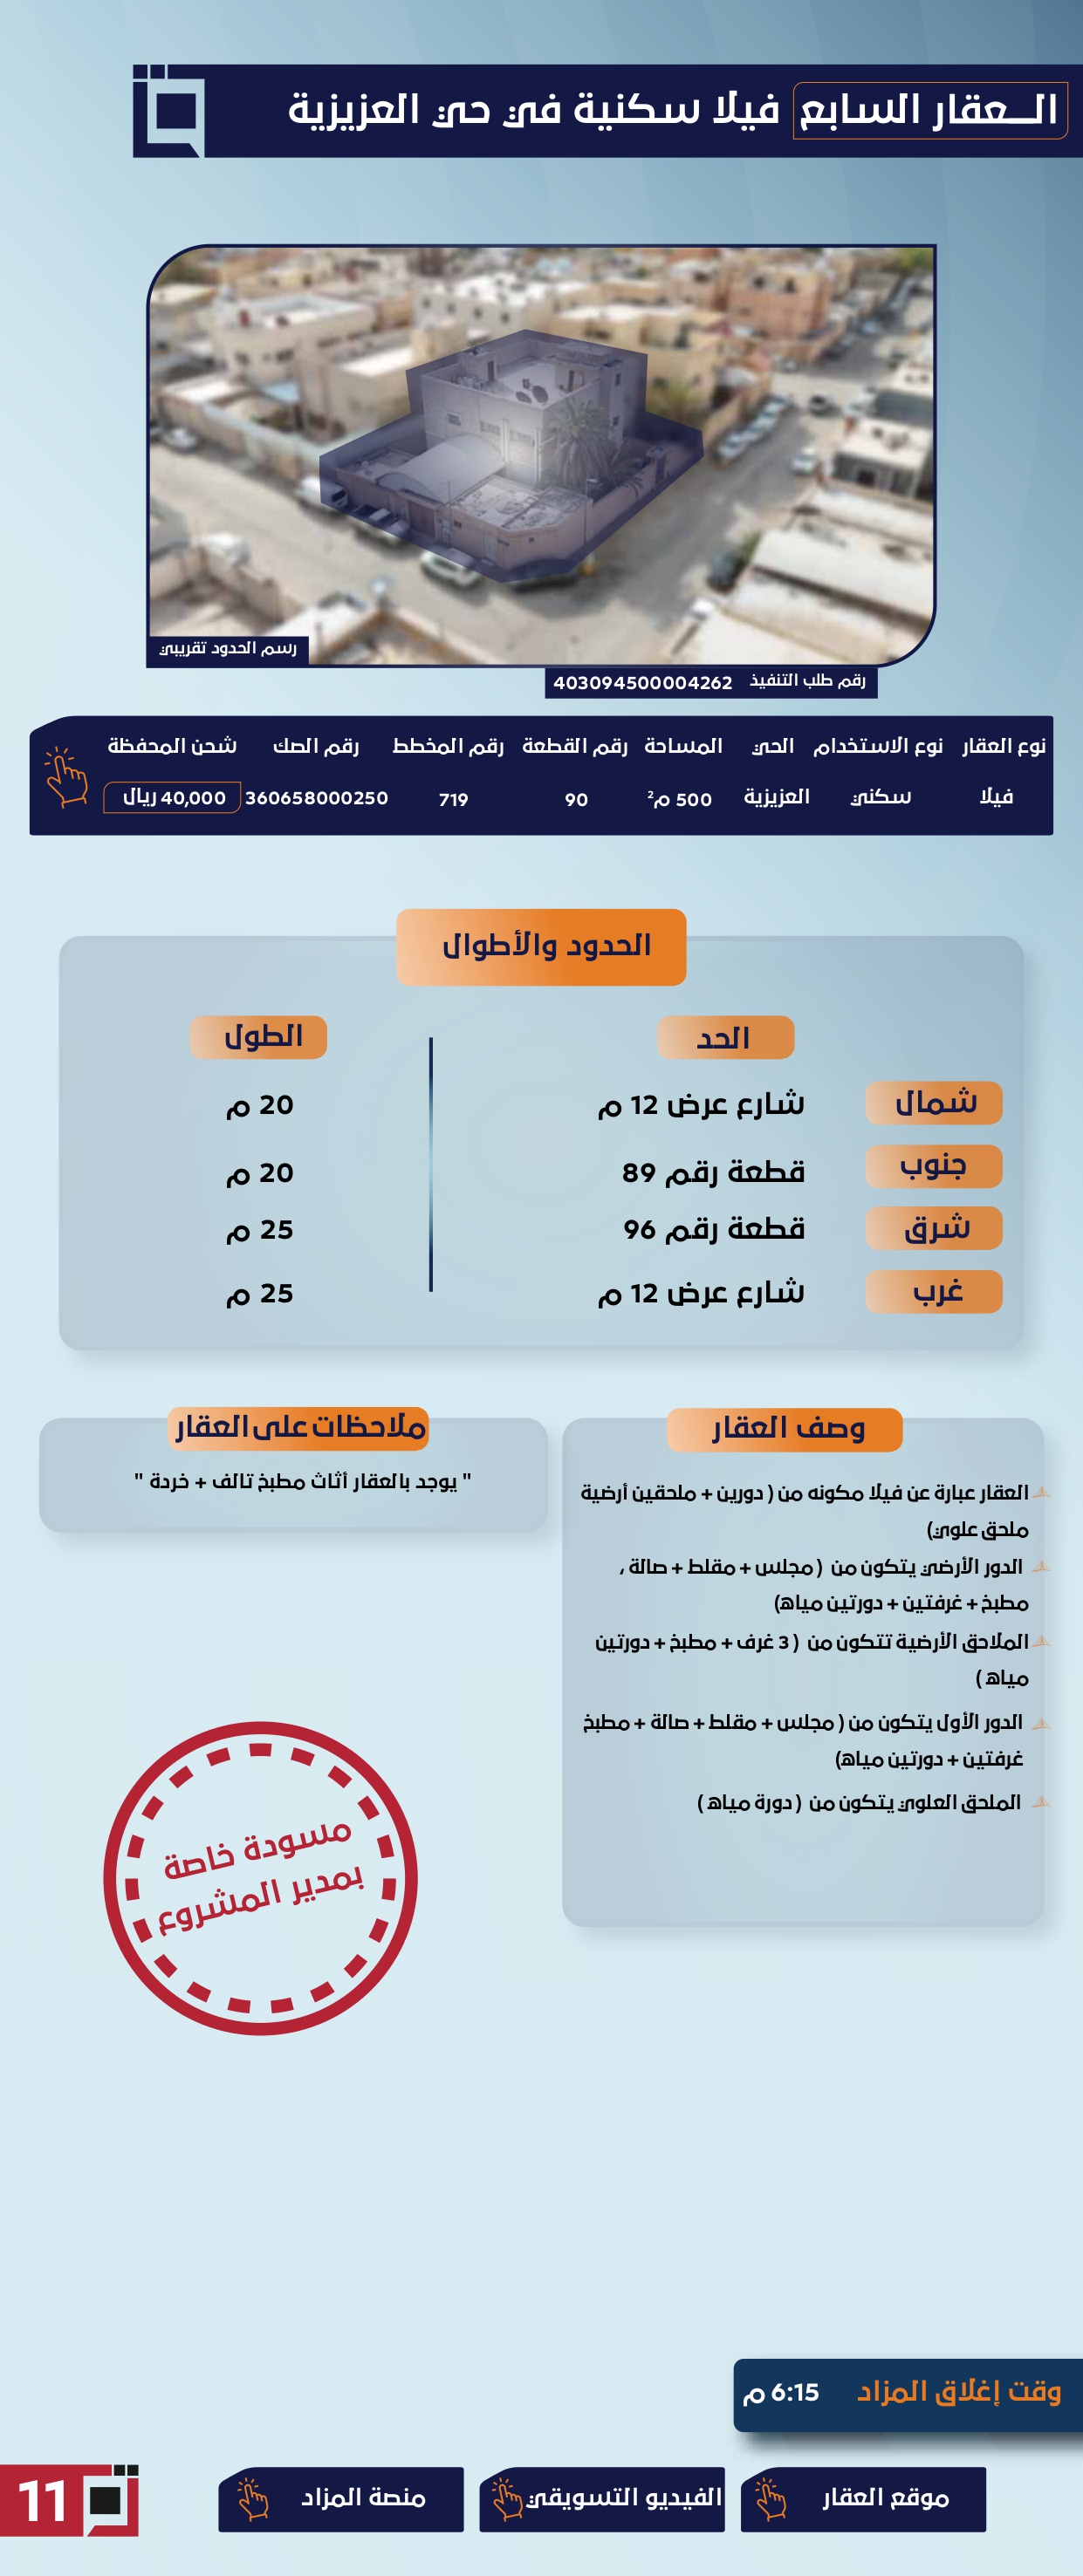 الـــعقار السابع فيلا سكنية في حي العزيزية
رسم الحدود تقريبي
رقم طلب التنفيذ 403094500004262
نوع العقار نوع الاستخدام الحي المساحة رقم القطعة رقم المخطط رقم الصك شحن المحفظة
فيلا سكني العزيزية 500 م² 90 719 360658000250 40,000 ريال
الحدود والأطوال
الحد الطول
شمال شارع عرض 12 م 20 م
جنوب قطعة رقم 89 20 م
شرق قطعة رقم 96 25 م
غرب شارع عرض 12 م 25 م
وصف العقار
العقار عبارة عن فيلا مكونه من ( دورين + ملحقين أرضية
ملحق علوي)
الدور الأرضي يتكون من ( مجلس + مقلط + صالة ،
مطبخ + غرفتين + دورتين مياه)
الملاحق الأرضية تتكون من ( 3 غرف + مطبخ + دورتين
مياه )
الدور الأول يتكون من ( مجلس + مقلط + صالة + مطبخ
غرفتين + دورتين مياه)
الملحق العلوي يتكون من ( دورة مياه )
ملاحظات على العقار
" يوجد بالعقار أثاث مطبخ تالف + خردة "
مسودة خاصة
بمدير المشروع
وقت إغلاق المزاد 6:15 م
موقع العقار
الفيديو التسويقي
منصة المزاد
11